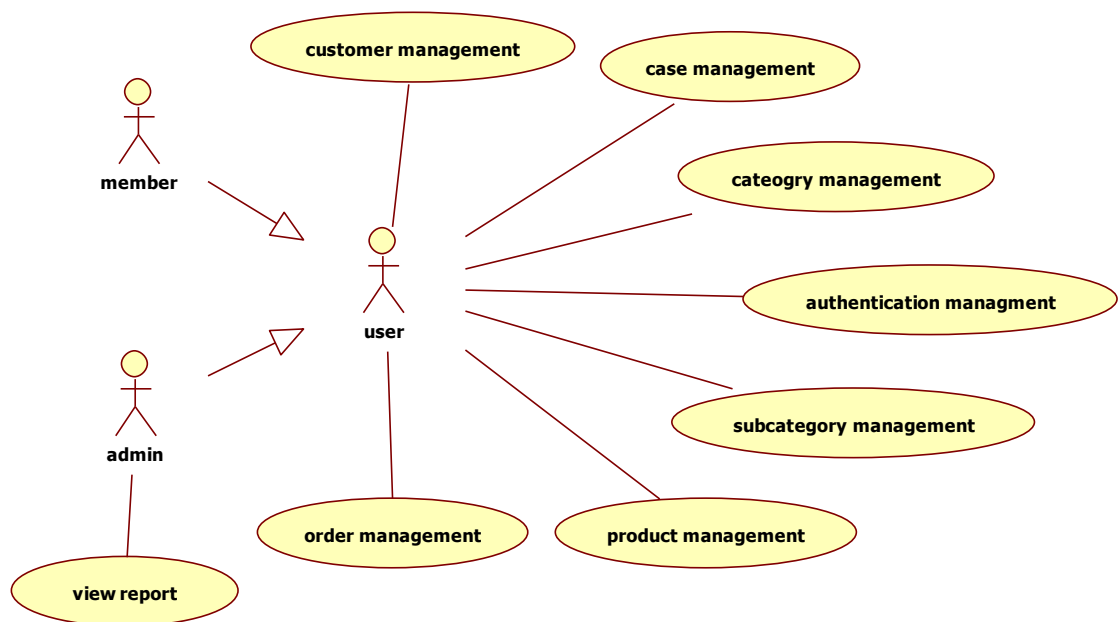 customer management
case management
member
cateogry management
user
authentication managment
admin
subcategory management
order management
product management
view report